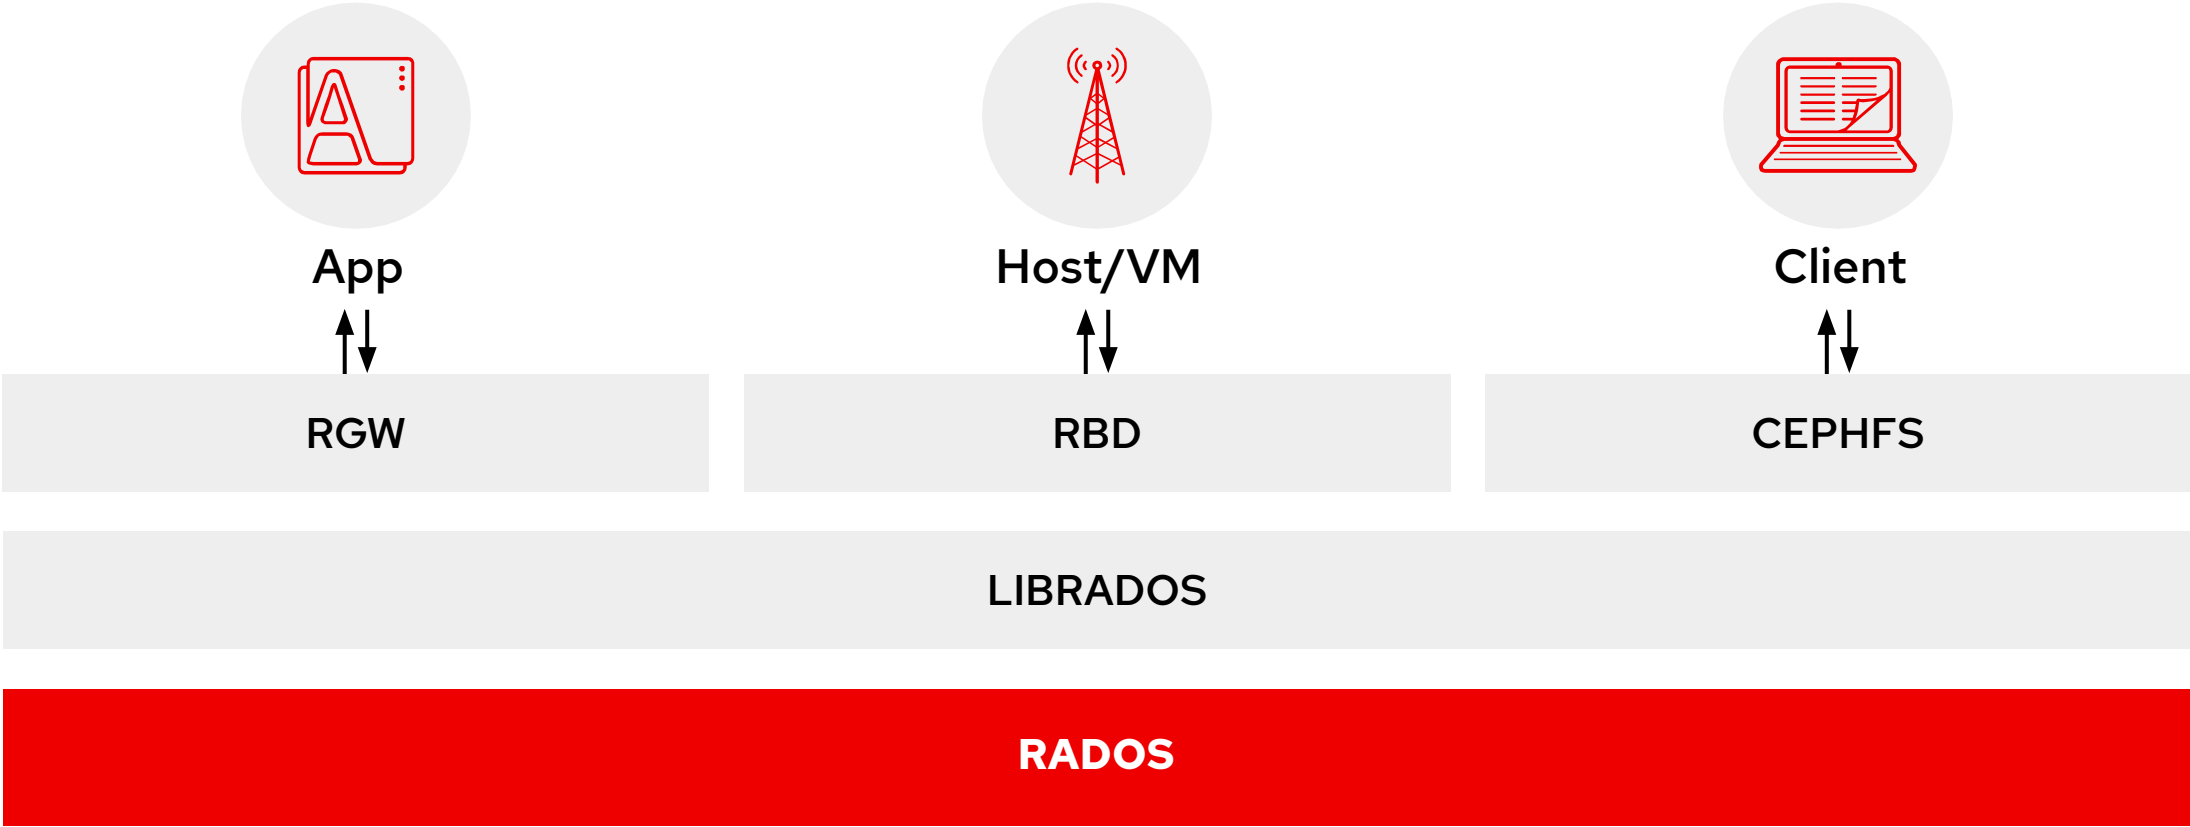 App
Host/VM
Client
RGW
RBD
CEPHFS
LIBRADOS
RADOS